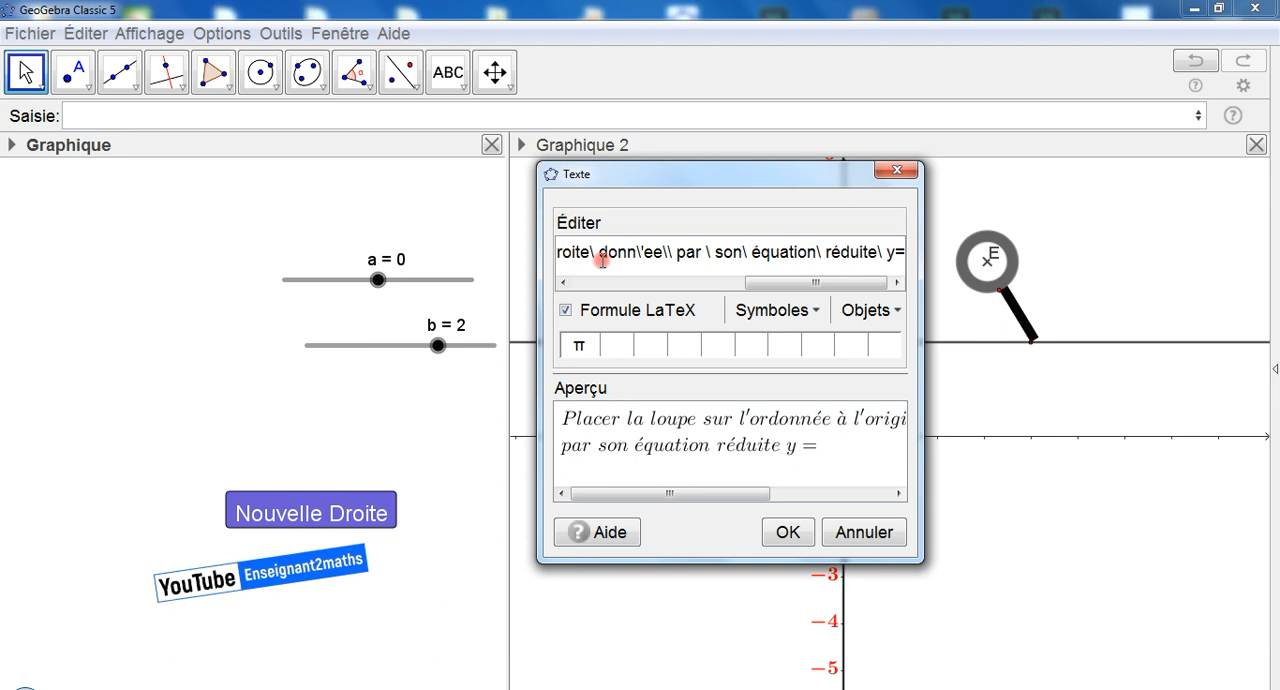 GeoGebra Classic 5
Fichier Éditer Affichage Options Outils Fenêtre Aide
A
α
ABC
Saisie:
Graphique
Graphique 2
Texte
Éditer
roite\ donn\'ee\\ par \ son\ équation\ réduite\ y=
Formule LaTeX Symboles Objets
π
Aperçu
Placer la loupe sur l'ordonnée à l'origi
par son équation réduite y =
Aide OK Annuler
a = 0
b = 2
E
Nouvelle Droite
YouTube Enseignant2maths
−3
−4
−5